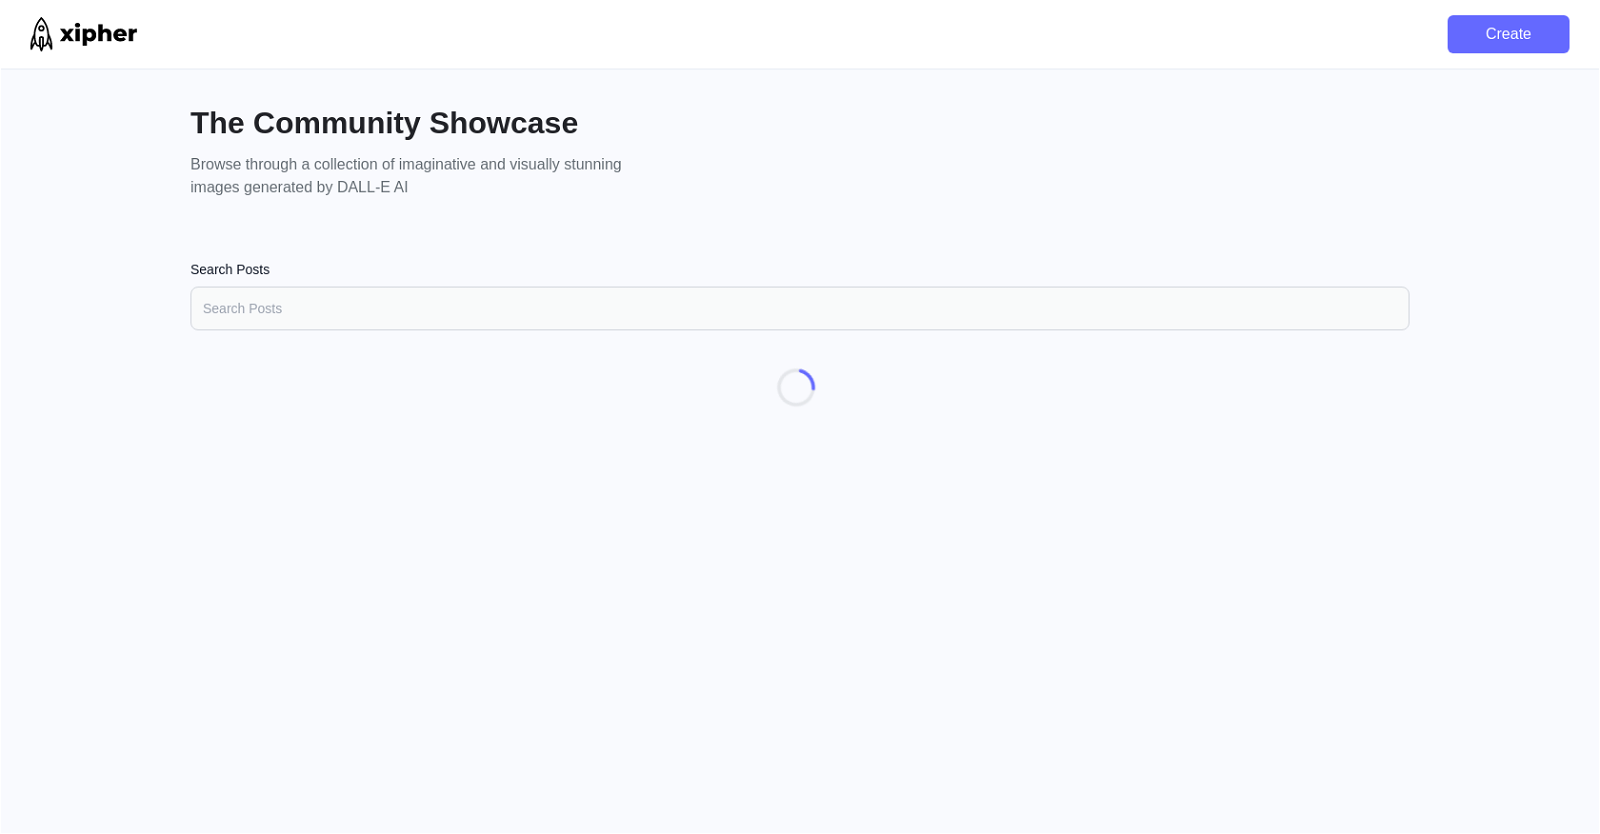 xipher
Create
The Community Showcase
Browse through a collection of imaginative and visually stunning
images generated by DALL-E AI
Search Posts
Search Posts